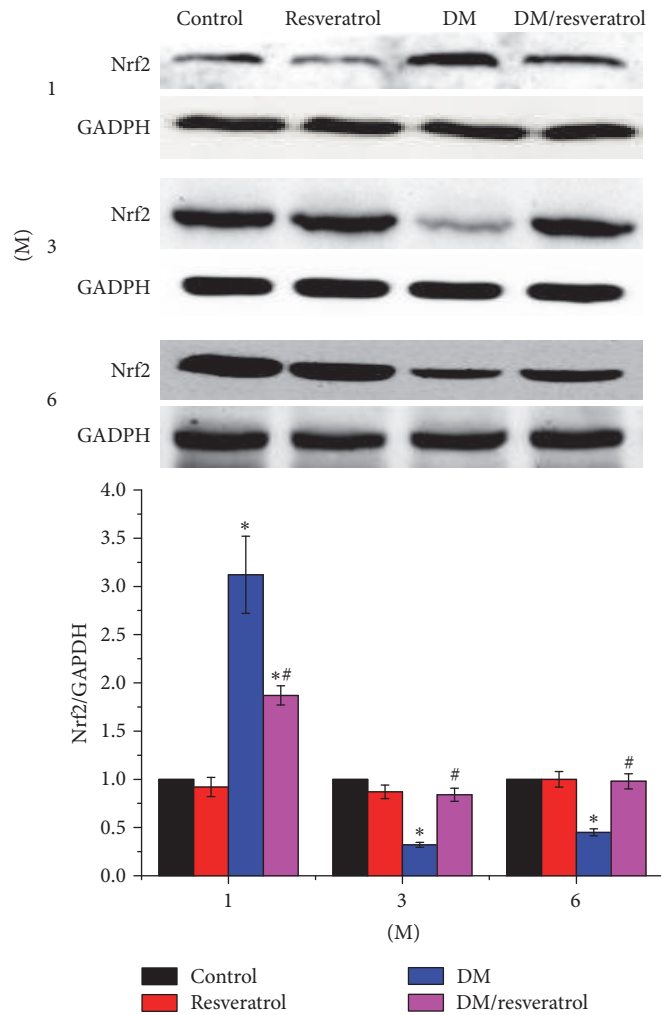 Control Resveratrol DM DM/resveratrol
Nrf2
1
GADPH
Nrf2
(M) 3
GADPH
Nrf2
6
GADPH
4.0
3.5
3.0
2.5
2.0
1.5
1.0
0.5
0.0
Nrf2/GAPDH
*
*#
*
#
*
#
1 3 6
(M)
Control DM
Resveratrol DM/resveratrol